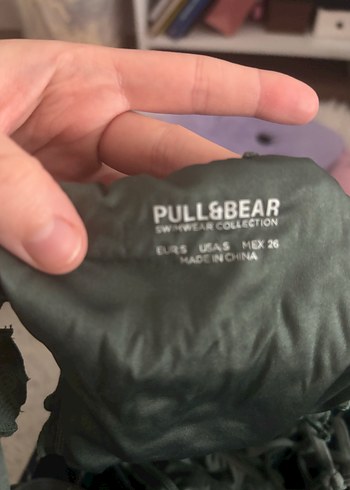 PULL&BEAR
SWIMWEAR COLLECTION
EUR S USA S MEX 26
MADE IN CHINA